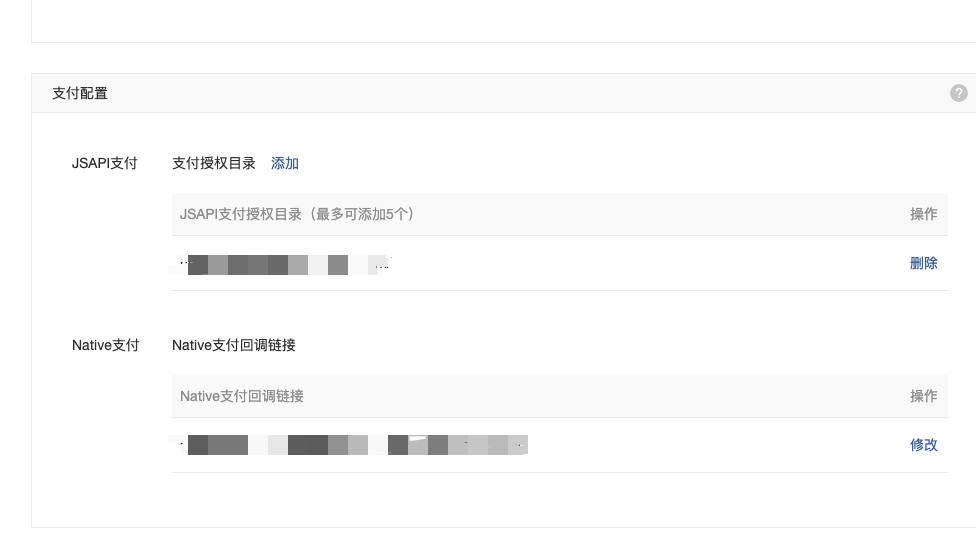 支付配置
?
JSAPI支付 支付授权目录 添加
JSAPI支付授权目录（最多可添加5个） 操作
删除
Native支付 Native支付回调链接
Native支付回调链接 操作
修改